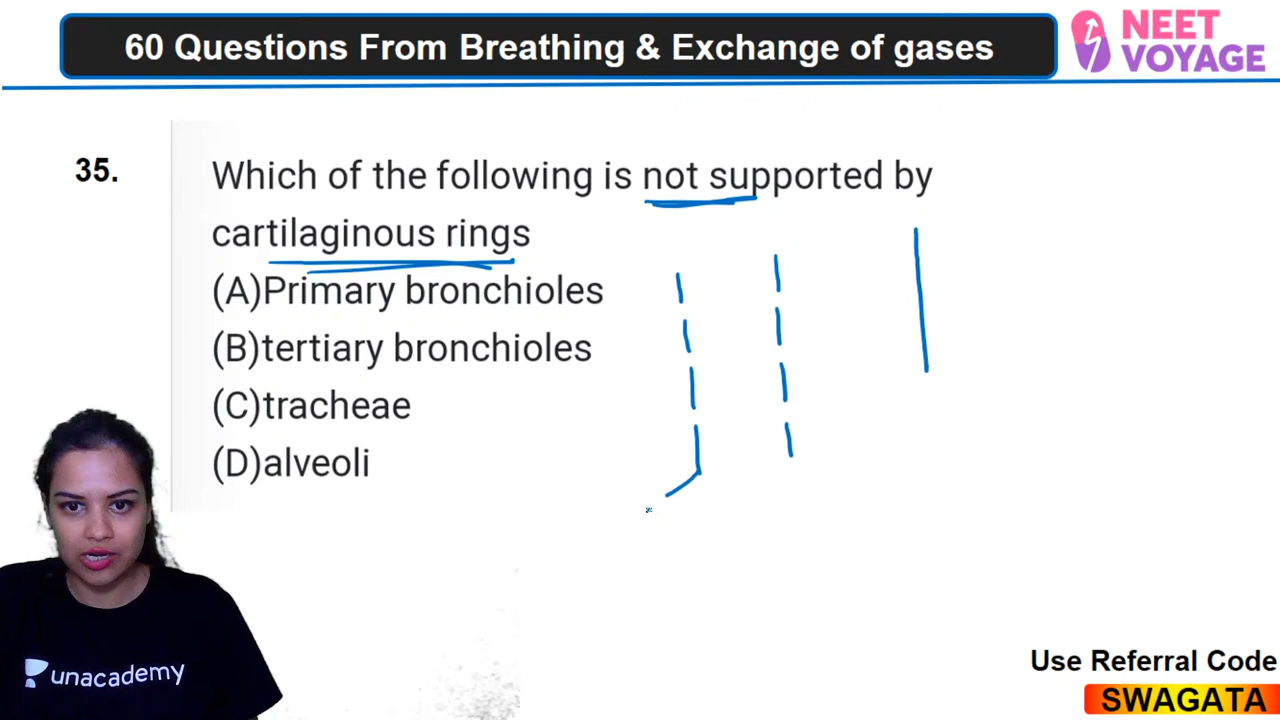 60 Questions From Breathing & Exchange of gases
NEET
VOYAGE
35.
Which of the following is not supported by
cartilaginous rings
(A)Primary bronchioles
(B)tertiary bronchioles
(C)tracheae
(D)alveoli
unacademy
Use Referral Code
SWAGATA